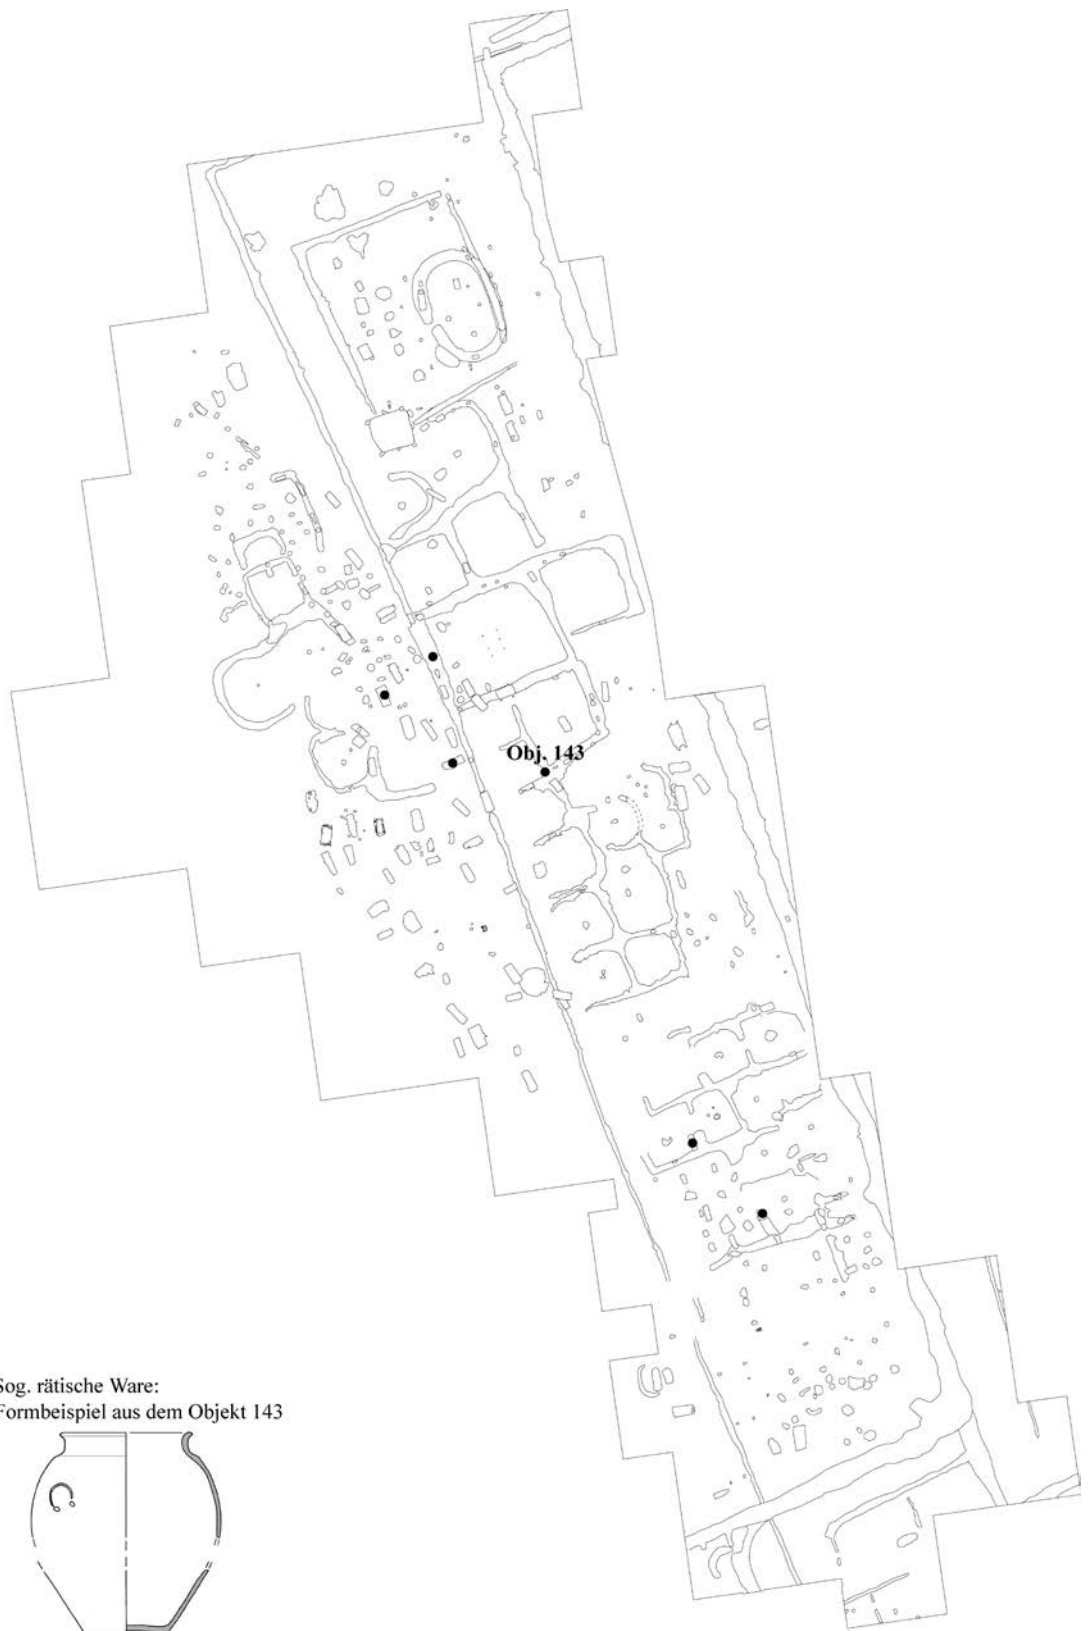 Obj. 143
Sog. rätische Ware:
Formbeispiel aus dem Objekt 143